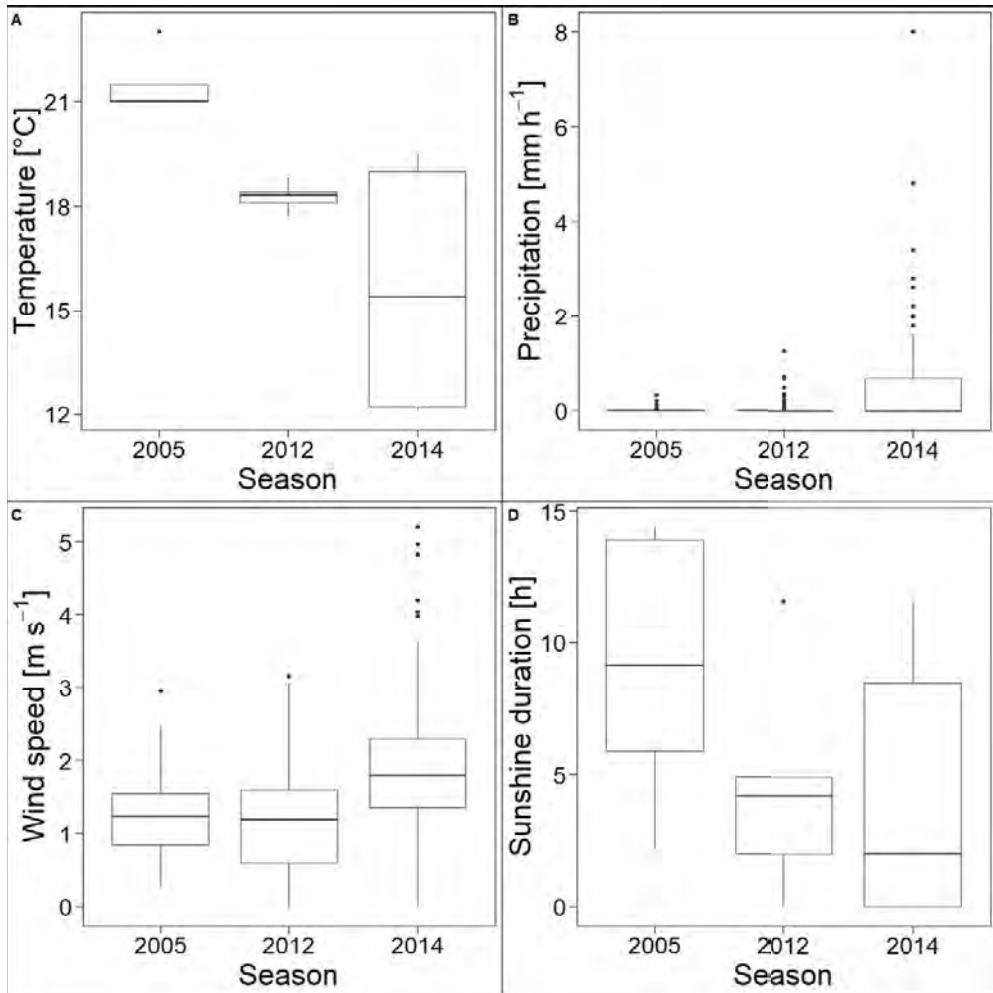 A
Temperature [°C]
21
18
15
12
2005 2012 2014
Season
B
Precipitation [mm h⁻¹]
8
6
4
2
0
2005 2012 2014
Season
C
Wind speed [m s⁻¹]
5
4
3
2
1
0
2005 2012 2014
Season
D
Sunshine duration [h]
15
10
5
0
2005 2012 2014
Season